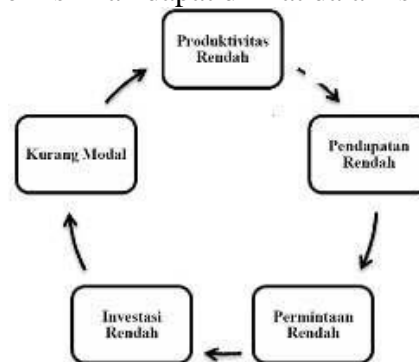 Produktivitas
Rendah
Pendapatan
Rendah
Permintaan
Rendah
Investasi
Rendah
Kurang Modal